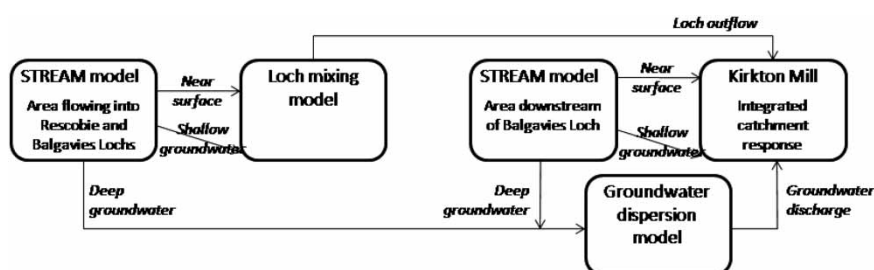 Loch outflow
STREAM model
Area flowing into
Rescobie and
Balgavies Lochs
Near
surface
Shallow
groundwater
Loch mixing
model
STREAM model
Area downstream
of Balgavies Loch
Near
surface
Shallow
groundwater
Kirkton Mill
Integrated
catchment
response
Deep
groundwater
Deep
groundwater
Groundwater
dispersion
model
Groundwater
discharge